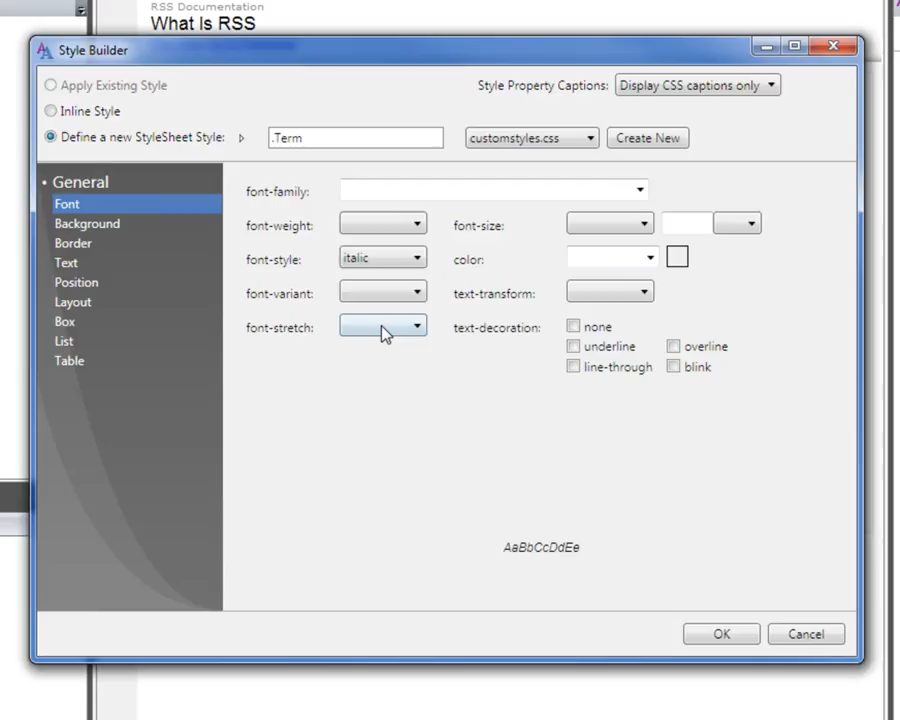 RSS Documentation
What Is RSS
Style Builder
Apply Existing Style
Style Property Captions: Display CSS captions only
Inline Style
Define a new StyleSheet Style: .Term customstyles.css Create New
General
Font
Background
Border
Text
Position
Layout
Box
List
Table
font-family:
font-weight: font-size:
font-style: italic color:
font-variant: text-transform:
font-stretch: text-decoration: none
underline overline
line-through blink
AaBbCcDdEe
OK Cancel